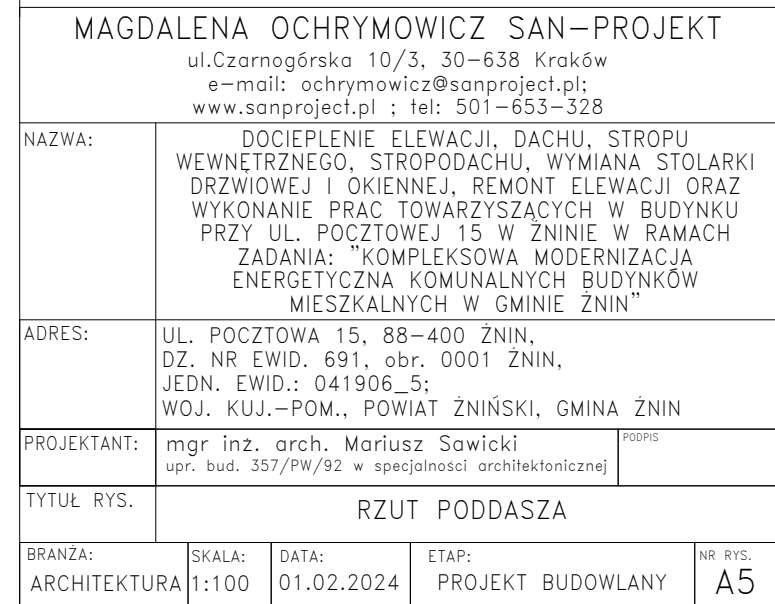 MAGDALENA OCHRYMOWICZ SAN-PROJEKT
ul.Czarnogórska 10/3, 30-638 Kraków
e-mail: ochrymowicz@sanproject.pl;
www.sanproject.pl ; tel: 501-653-328
NAZWA:
DOCIEPLENIE ELEWACJI, DACHU, STROPU
WEWNĘTRZNEGO, STROPODACHU, WYMIANA STOLARKI
DRZWIOWEJ I OKIENNEJ, REMONT ELEWACJI ORAZ
WYKONANIE PRAC TOWARZYSZĄCYCH W BUDYNKU
PRZY UL. POCZTOWEJ 15 W ŻNINIE W RAMACH
ZADANIA: "KOMPLEKSOWA MODERNIZACJA
ENERGETYCZNA KOMUNALNYCH BUDYNKÓW
MIESZKALNYCH W GMINIE ŻNIN"
ADRES:
UL. POCZTOWA 15, 88-400 ŻNIN,
DZ. NR EWID. 691, obr. 0001 ŻNIN,
JEDN. EWID.: 041906_5;
WOJ. KUJ.-POM., POWIAT ŻNIŃSKI, GMINA ŻNIN
PROJEKTANT:
mgr inż. arch. Mariusz Sawicki
upr. bud. 357/PW/92 w specjalności architektonicznej
PODPIS
TYTUŁ RYS.
RZUT PODDASZA
BRANŻA:
ARCHITEKTURA
SKALA:
1:100
DATA:
01.02.2024
ETAP:
PROJEKT BUDOWLANY
NR RYS.
A5